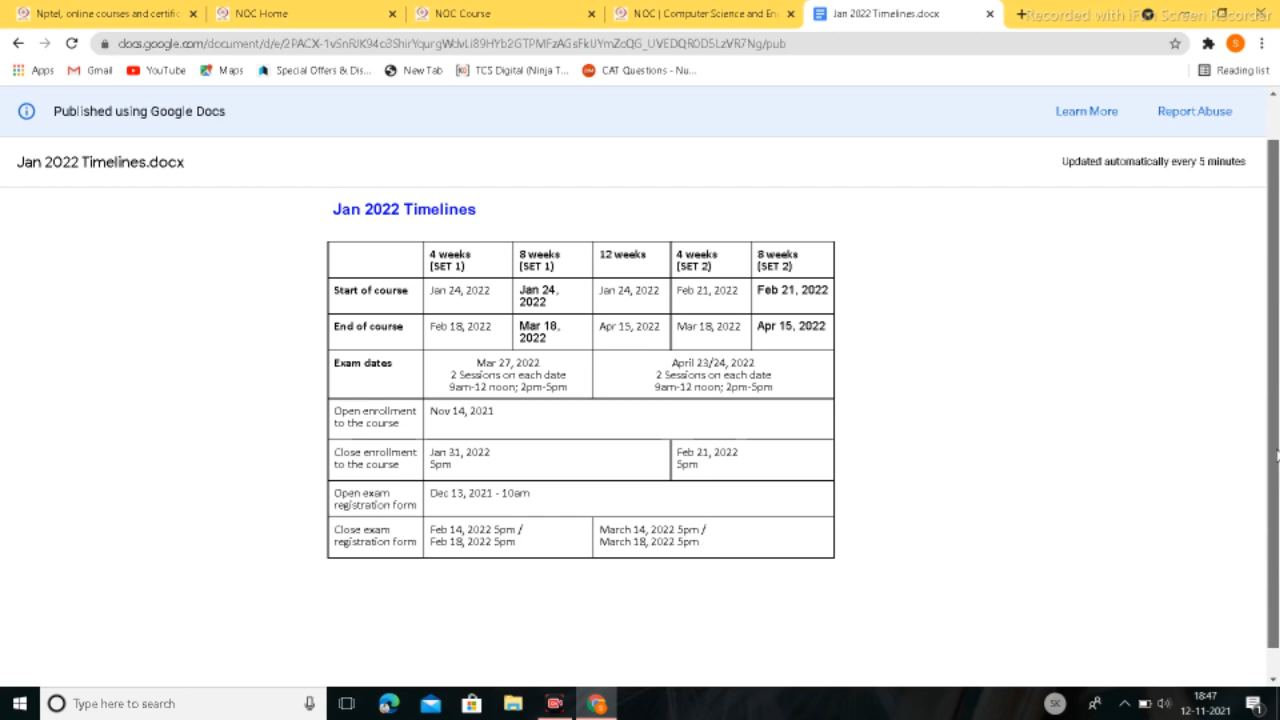 Nptel, online courses and certific
NOC Home
NOC Course
NOC | Computer Science and En
Jan 2022 Timelines.docx
Recorded with iFun Screen Recorder
Apps
Gmail
YouTube
Maps
Special Offers & Dis...
New Tab
TCS Digital (Ninja T...
CAT Questions - Nu...
Reading list
Published using Google Docs
Learn More
Report Abuse
Jan 2022 Timelines.docx
Updated automatically every 5 minutes
Jan 2022 Timelines
4 weeks (SET 1) 8 weeks (SET 1) 12 weeks 4 weeks (SET 2) 8 weeks (SET 2)
Start of course Jan 24, 2022 Jan 24, 2022 Jan 24, 2022 Feb 21, 2022 Feb 21, 2022
End of course Feb 18, 2022 Mar 18, 2022 Apr 15, 2022 Mar 18, 2022 Apr 15, 2022
Exam dates
Mar 27, 2022
2 Sessions on each date
9am-12 noon; 2pm-5pm
April 23/24, 2022
2 Sessions on each date
9am-12 noon; 2pm-5pm
Open enrollment to the course Nov 14, 2021
Close enrollment to the course Jan 31, 2022 5pm Feb 21, 2022 5pm
Open exam registration form Dec 13, 2021 - 10am
Close exam registration form
Feb 14, 2022 5pm /
Feb 18, 2022 5pm
March 14, 2022 5pm /
March 18, 2022 5pm
Type here to search
SK
18:47
12-11-2021